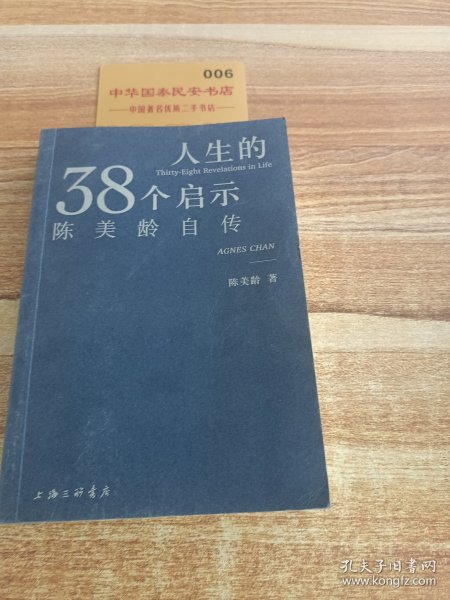 006
中华国泰民安书店
中国著名优质二手书店
人生的
Thirty-Eight Revelations in Life
38个启示
陈美龄自传
AGNES CHAN
陈美龄 著
上海三联书店
孔夫子旧书网
www.kongfz.com